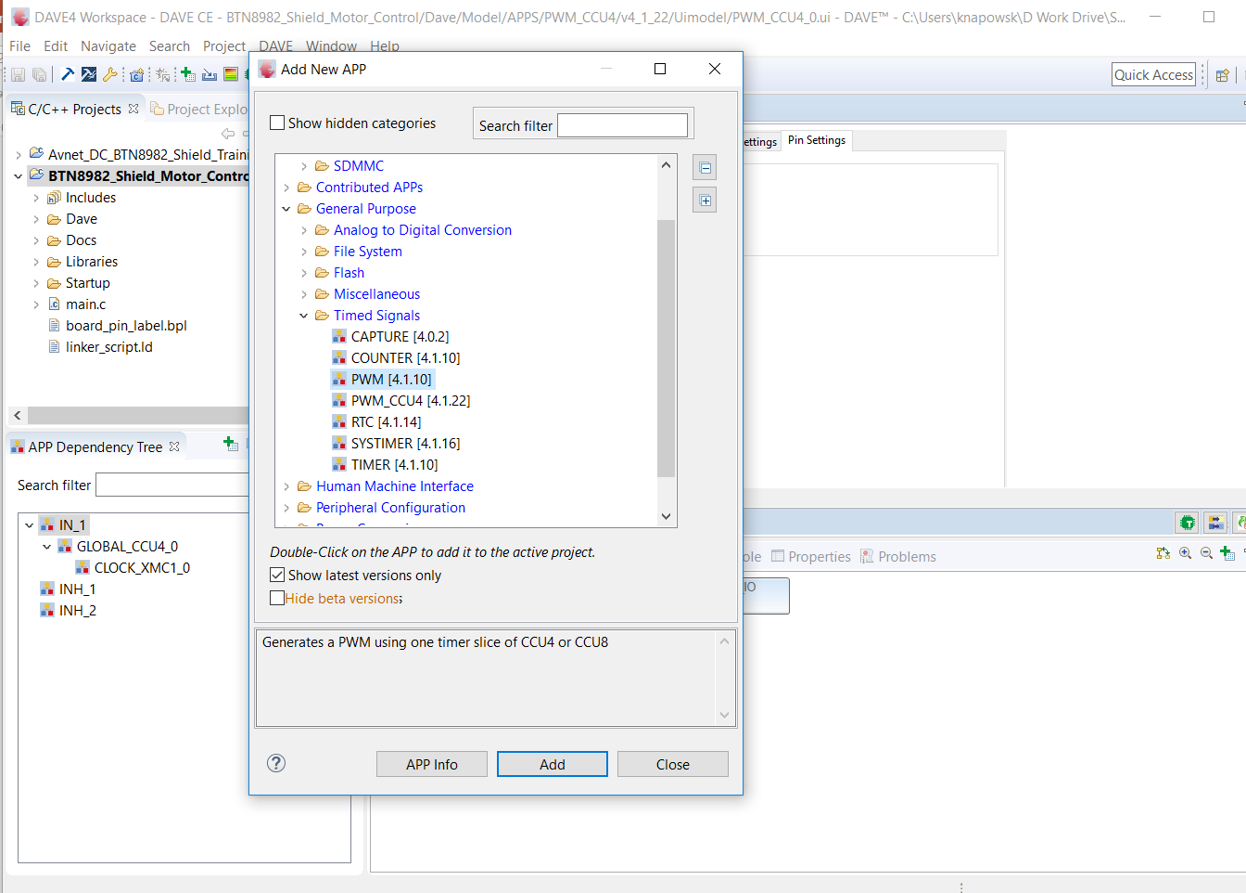 DAVE4 Workspace - DAVE CE - BTN8982_Shield_Motor_Control/Dave/Model/APPS/PWM_CCU4/v4_1_22/Uimodel/PWM_CCU4_0.ui - DAVE™ - C:\Users\knapowsk\D Work Drive\S...
File Edit Navigate Search Project DAVE Window Help
Quick Access
C/C++ Projects Project Explo
Avnet_DC_BTN8982_Shield_Traini
BTN8982_Shield_Motor_Contro
Includes
Dave
Docs
Libraries
Startup
main.c
board_pin_label.bpl
linker_script.ld
APP Dependency Tree
Search filter
IN_1
GLOBAL_CCU4_0
CLOCK_XMC1_0
INH_1
INH_2
Add New APP
Show hidden categories
Search filter
SDMMC
Contributed APPs
General Purpose
Analog to Digital Conversion
File System
Flash
Miscellaneous
Timed Signals
CAPTURE [4.0.2]
COUNTER [4.1.10]
PWM [4.1.10]
PWM_CCU4 [4.1.22]
RTC [4.1.14]
SYSTIMER [4.1.16]
TIMER [4.1.10]
Human Machine Interface
Peripheral Configuration
Double-Click on the APP to add it to the active project.
Show latest versions only
Hide beta versions;
Generates a PWM using one timer slice of CCU4 or CCU8
? APP Info Add Close
ettings Pin Settings
ole Properties Problems
IO